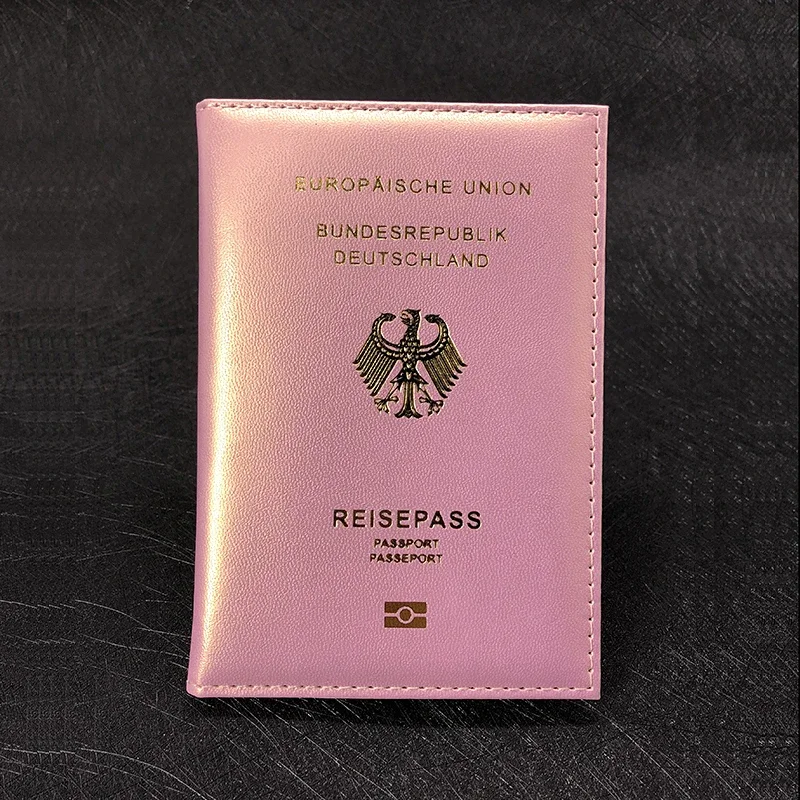 EUROPÄISCHE UNION
BUNDESREPUBLIK
DEUTSCHLAND
REISEPASS
PASSPORT
PASSEPORT